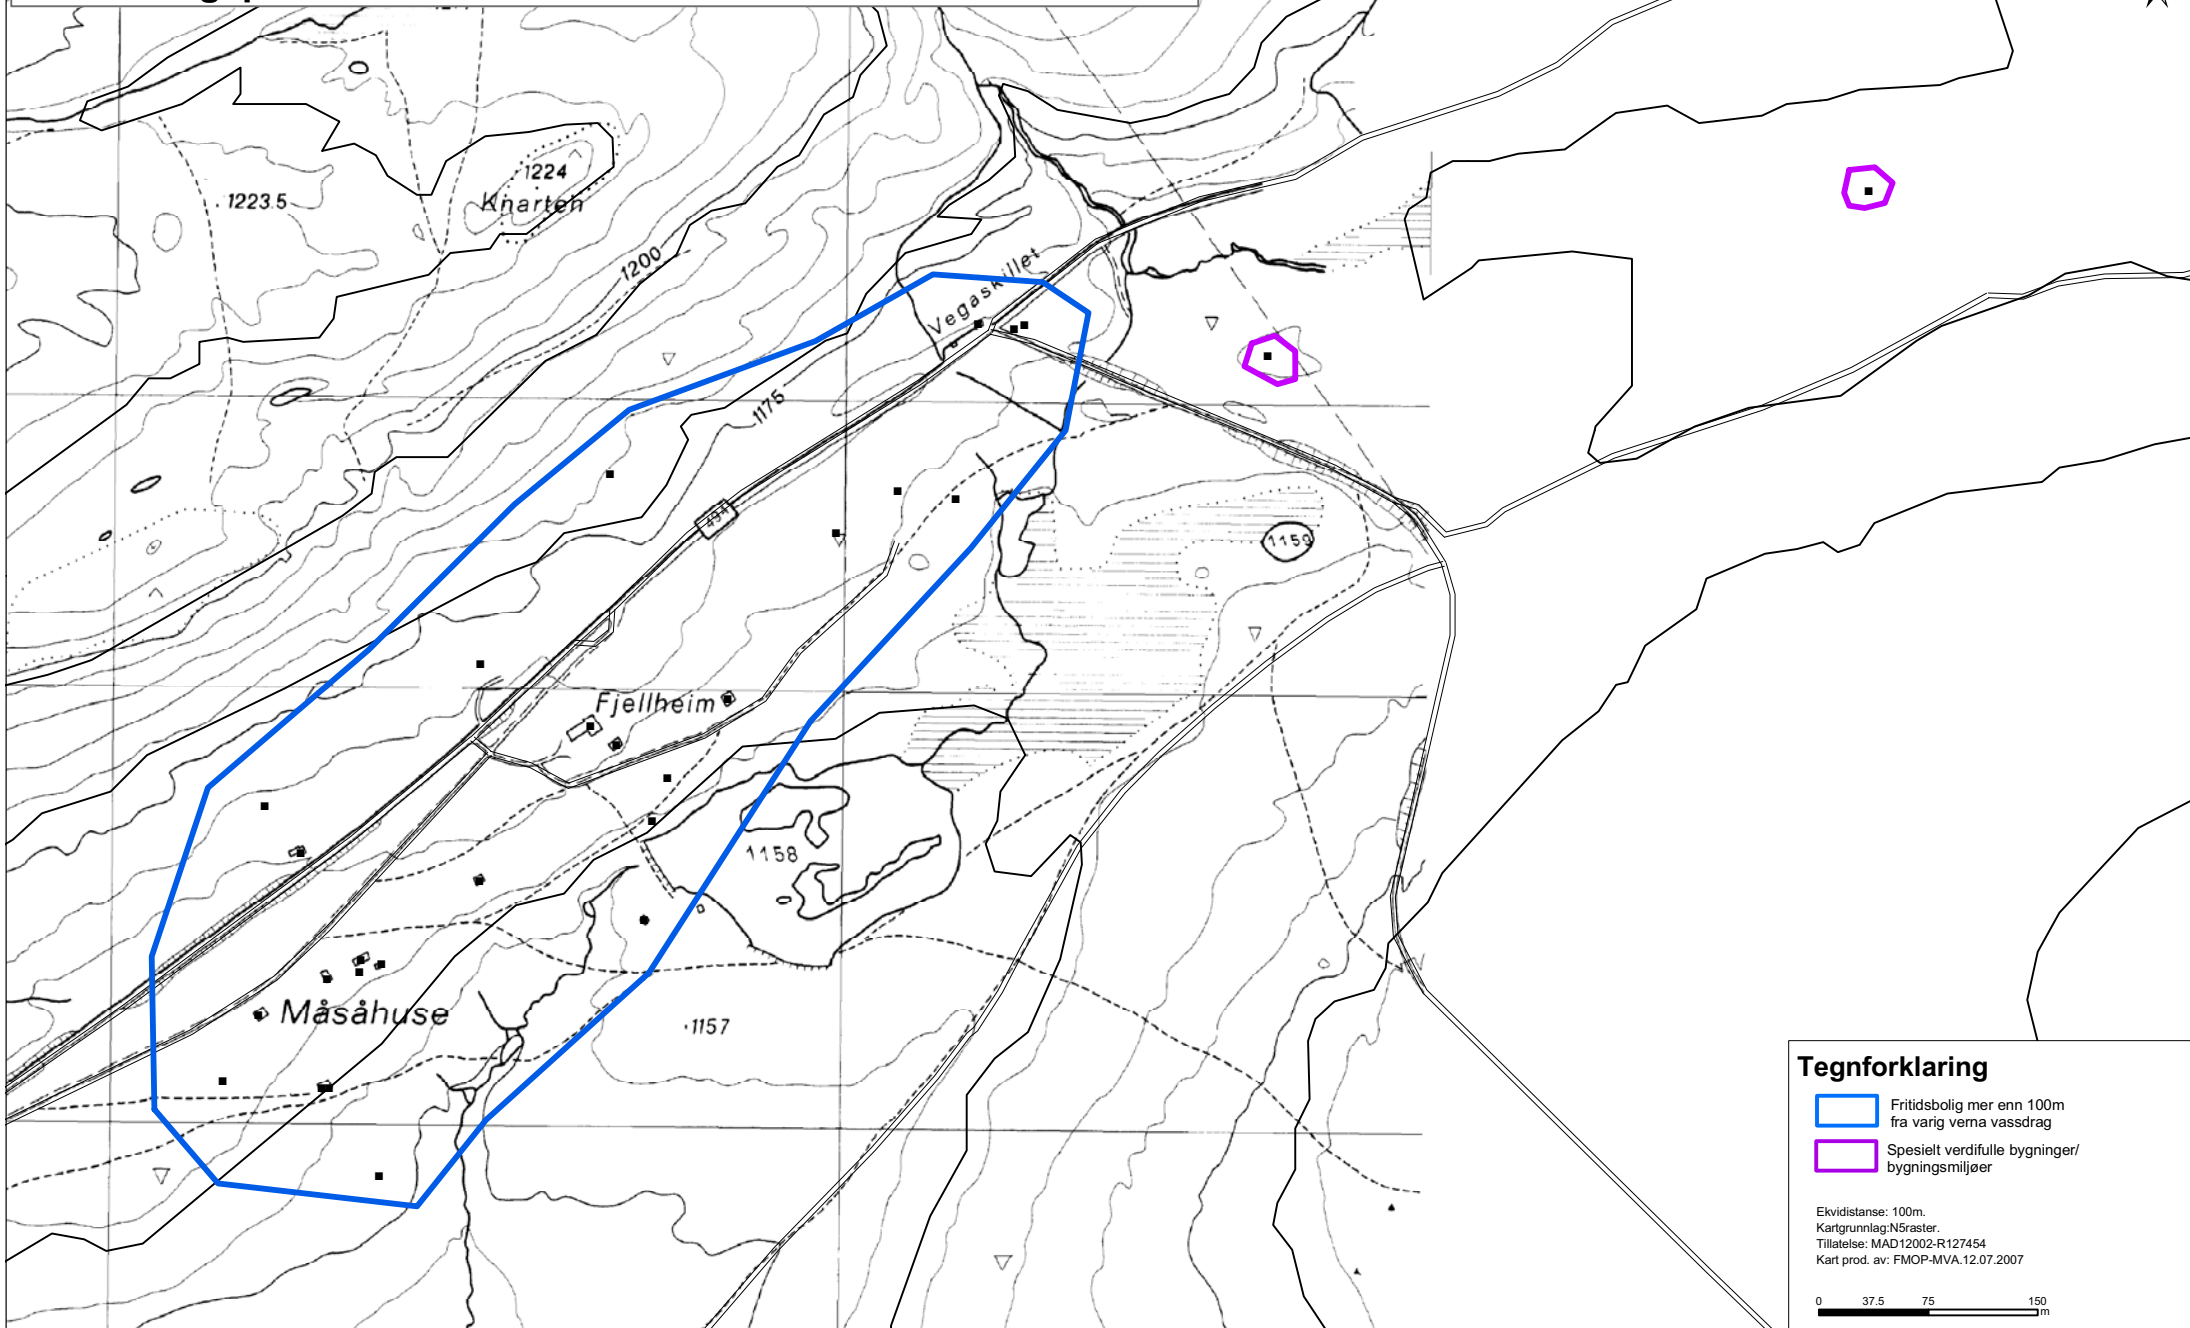 1224
Knarten
1223.5
1200
Vegaskillet
1175
494
1159
Fjellheim
1158
Måsåhuse
1157
Tegnforklaring
Fritidsbolig mer enn 100m
fra varig verna vassdrag
Spesielt verdifulle bygninger/
bygningsmiljøer
Ekvidistanse: 100m.
Kartgrunnlag:N5raster.
Tillatelse: MAD12002-R127454
Kart prod. av: FMOP-MVA.12.07.2007
0 37.5 75 150
m